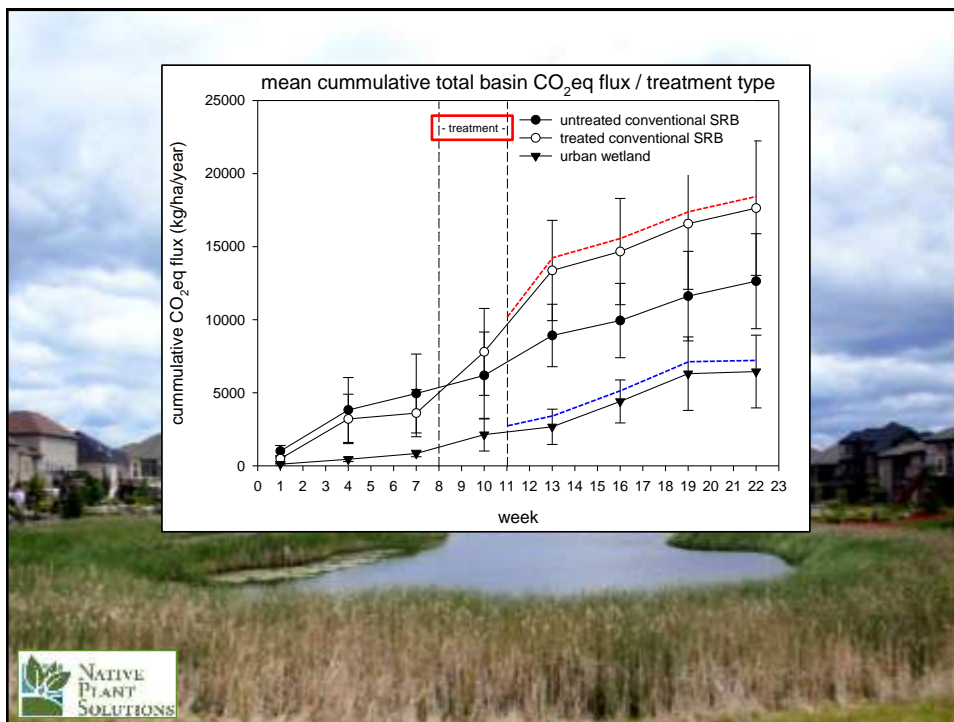 mean cummulative total basin CO₂eq flux / treatment type
25000
20000
15000
10000
5000
0
cummulative CO₂eq flux (kg/ha/year)
|- treatment -|
untreated conventional SRB
treated conventional SRB
urban wetland
0 1 2 3 4 5 6 7 8 9 10 11 12 13 14 15 16 17 18 19 20 21 22 23
week
NATIVE
PLANT
SOLUTIONS